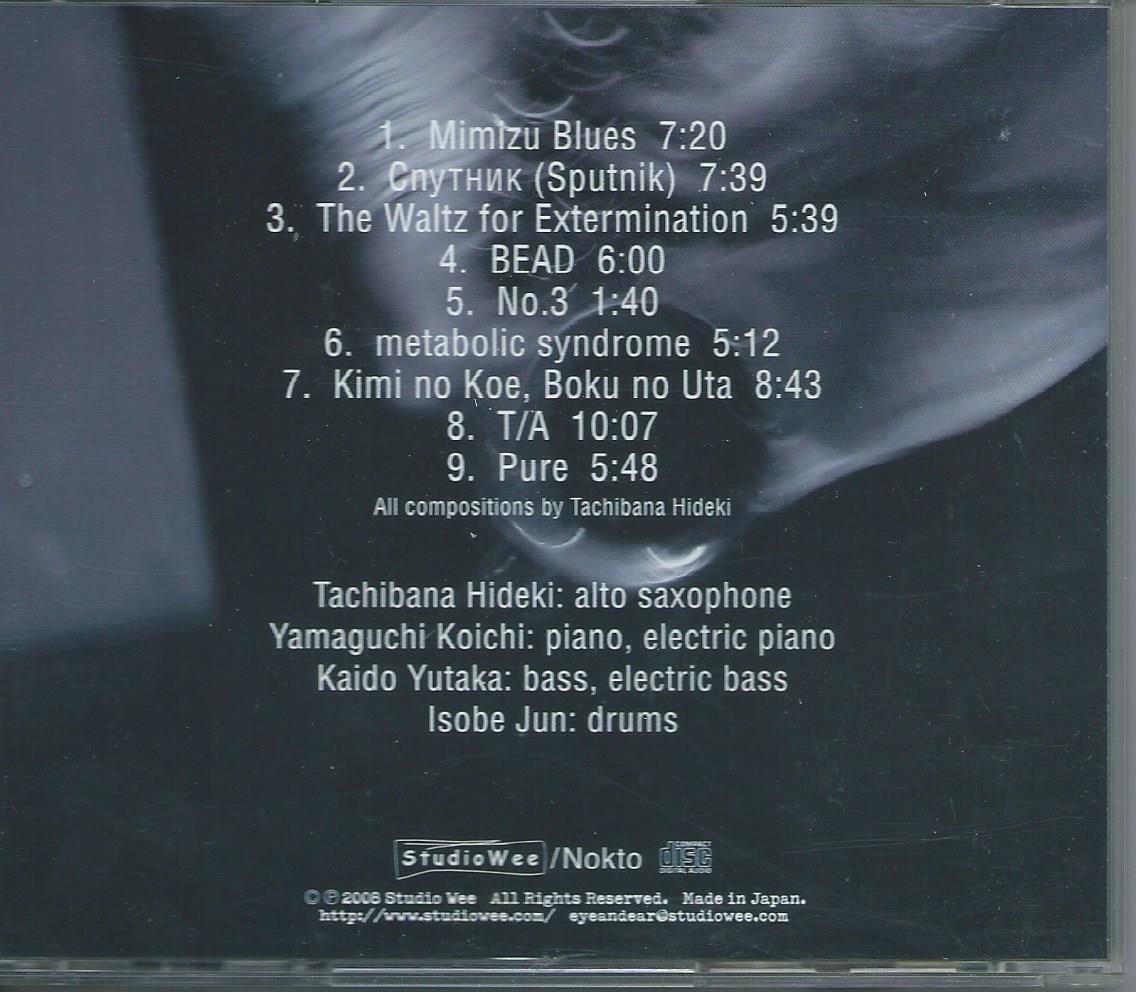 1. Mimizu Blues 7:20
2. Спутник (Sputnik) 7:39
3. The Waltz for Extermination 5:39
4. BEAD 6:00
5. No.3 1:40
6. metabolic syndrome 5:12
7. Kimi no Koe, Boku no Uta 8:43
8. T/A 10:07
9. Pure 5:48
All compositions by Tachibana Hideki
Tachibana Hideki: alto saxophone
Yamaguchi Koichi: piano, electric piano
Kaido Yutaka: bass, electric bass
Isobe Jun: drums
StudioWee/Nokto COMPACT disc DIGITAL AUDIO
©℗2008 Studio Wee All Rights Reserved. Made in Japan.
http://www.studiowee.com/ eyeandear@studiowee.com